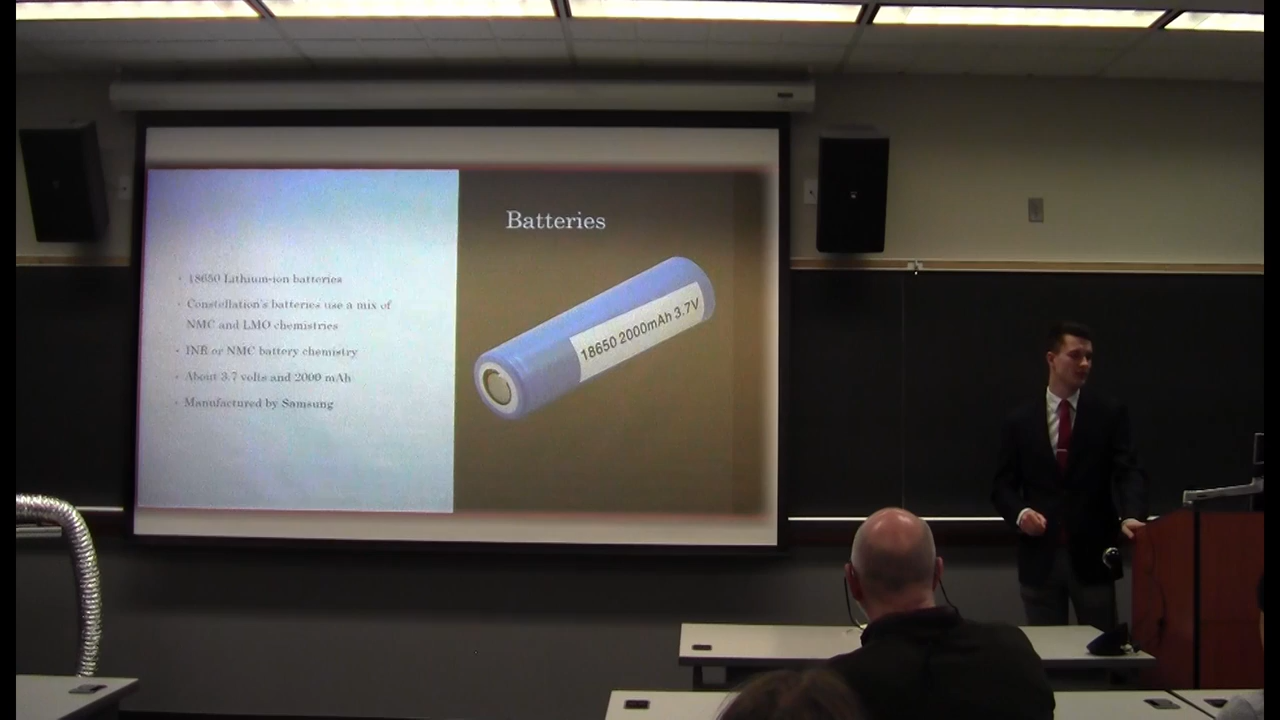 Batteries
18650 Lithium-ion batteries
Constellation's batteries use a mix of
NMC and LMO chemistries
INR or NMC battery chemistry
About 3.7 volts and 2000 mAh
Manufactured by Samsung
18650 2000mAh 3.7V